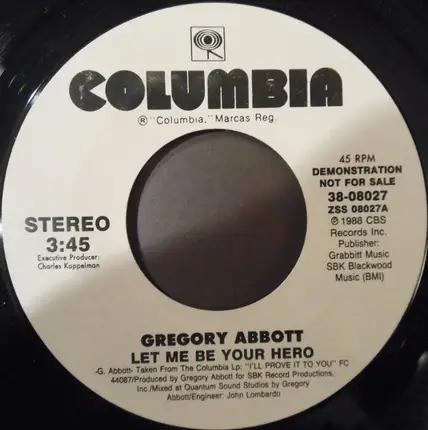 COLUMBIA
® "Columbia," Marcas Reg.
45 RPM
DEMONSTRATION
NOT FOR SALE
38-08027
ZSS 08027A
℗ 1988 CBS
Records Inc.
Publisher:
Grabbitt Music
SBK Blackwood
Music (BMI)
STEREO
3:45
Executive Producer:
Charles Koppelman
GREGORY ABBOTT
LET ME BE YOUR HERO
-G. Abbott- Taken From The Columbia Lp: "I'LL PROVE IT TO YOU" FC
44087/Produced by Gregory Abbott for SBK Record Productions,
Inc./Mixed at Quantum Sound Studios by Gregory
Abbott/Engineer: John Lombardo